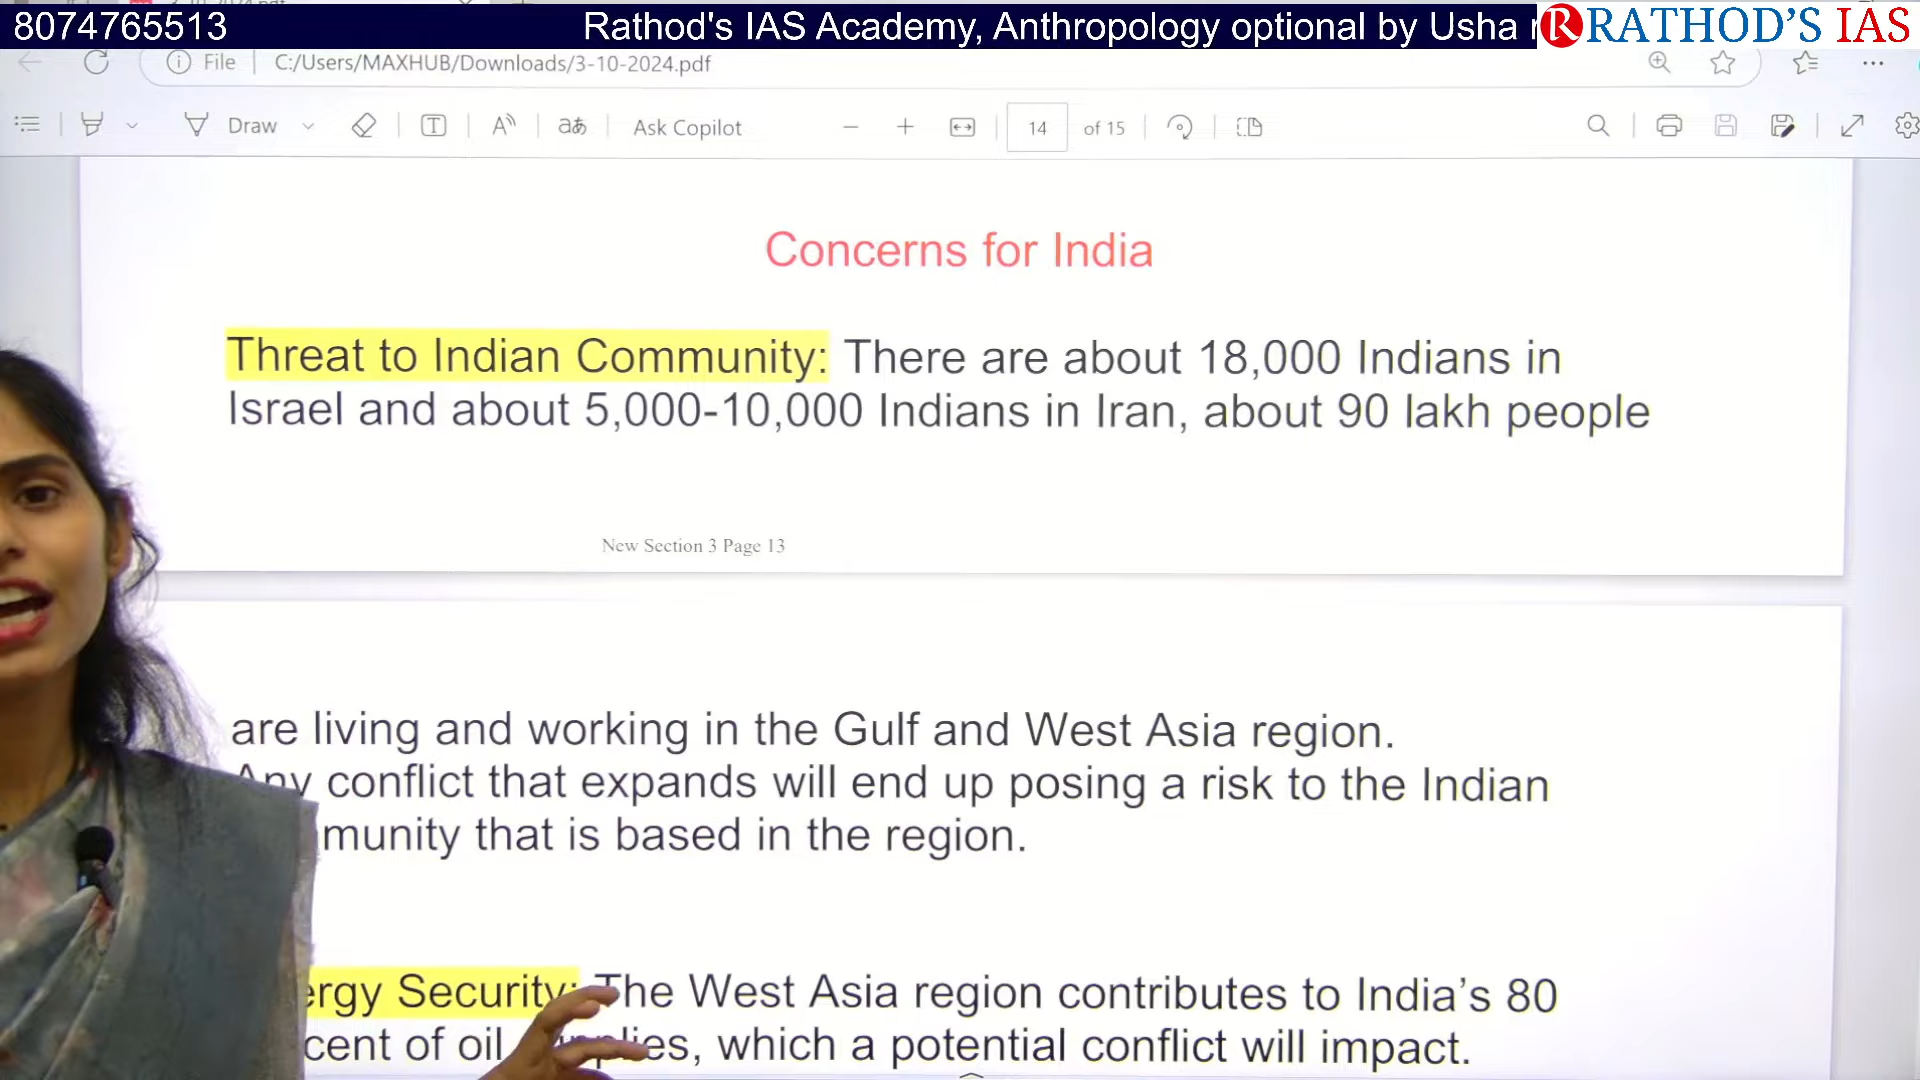 8074765513
Rathod's IAS Academy, Anthropology optional by Usha
RATHOD'S IAS
File
C:/Users/MAXHUB/Downloads/3-10-2024.pdf
Draw
aあ
Ask Copilot
14
of 15
Concerns for India
Threat to Indian Community: There are about 18,000 Indians in
Israel and about 5,000-10,000 Indians in Iran, about 90 lakh people
New Section 3 Page 13
are living and working in the Gulf and West Asia region.
Any conflict that expands will end up posing a risk to the Indian
munity that is based in the region.
ergy Security: The West Asia region contributes to India's 80
cent of oil supplies, which a potential conflict will impact.